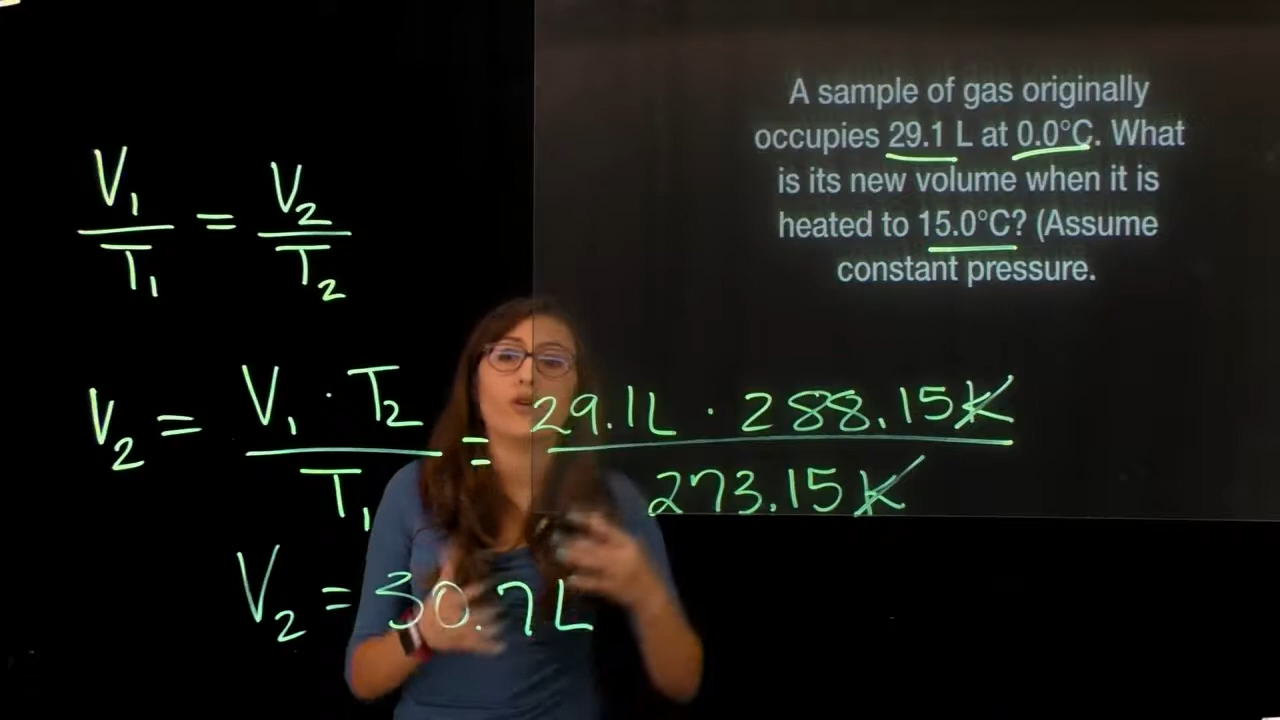 A sample of gas originally
occupies 29.1 L at 0.0°C. What
is its new volume when it is
heated to 15.0°C? (Assume
constant pressure.
V₁/T₁ = V₂/T₂
V₂ = V₁ · T₂/T₁ = 29.1L · 288.15K/273.15K
V₂ = 30.7L